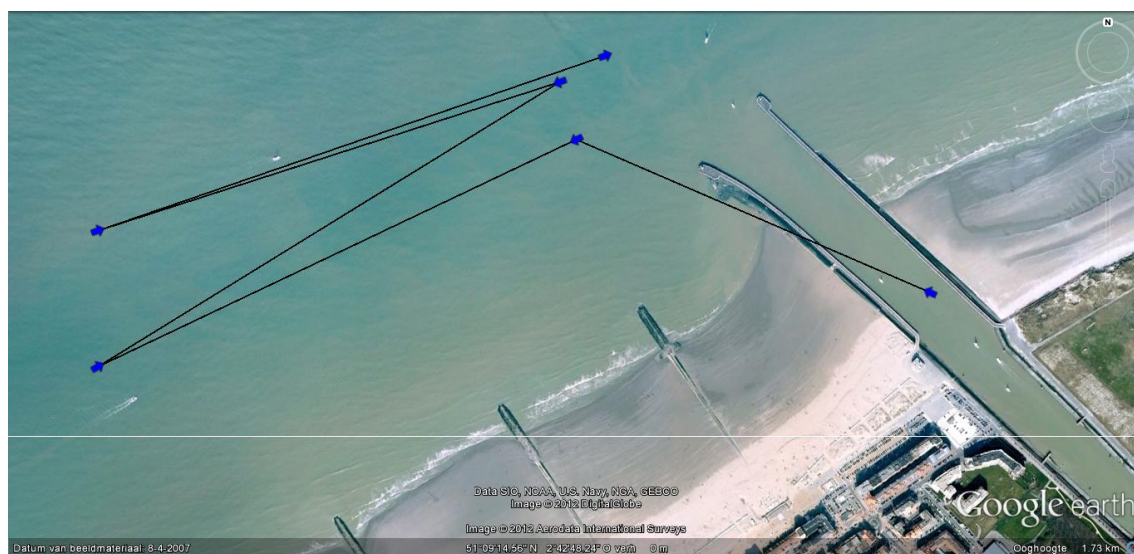 N
Data SIO, NOAA, U.S. Navy, NGA, GEBCO
Image © 2012 DigitalGlobe
Image © 2012 Aerodata International Surveys
Google earth
Datum van beeldmateriaal: 8-4-2007 51°09'14.56" N 2°42'48.24" O verh 0 m Ooghoogte 1.73 km